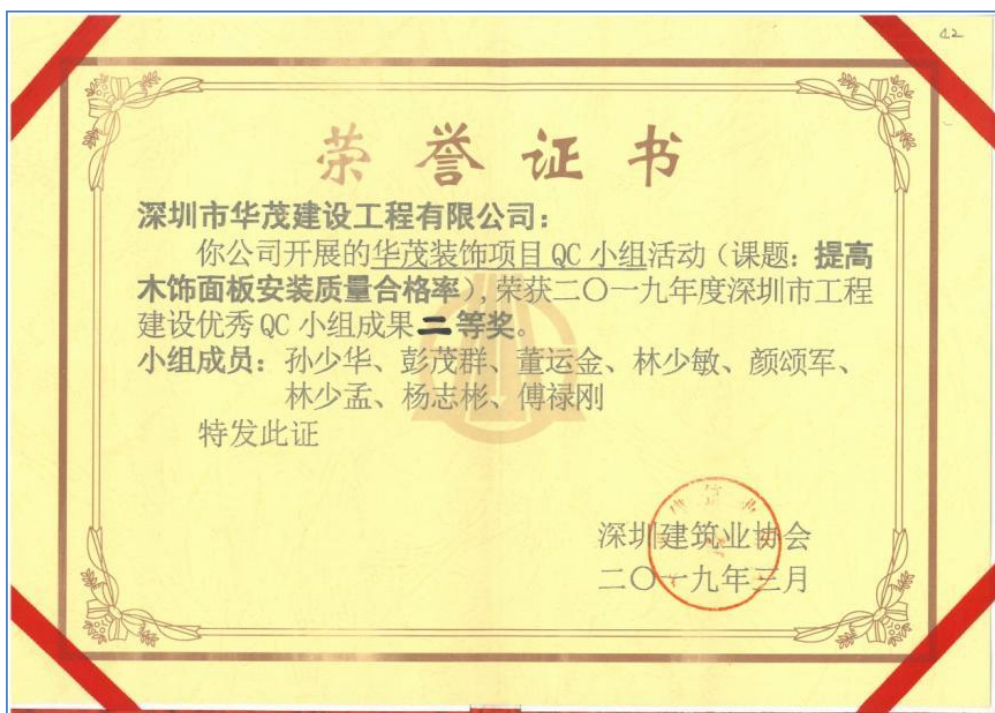 4.2
荣誉证书
深圳市华茂建设工程有限公司：
你公司开展的华茂装饰项目 QC 小组活动（课题：提高
木饰面板安装质量合格率），荣获二〇一九年度深圳市工程
建设优秀 QC 小组成果二等奖。
小组成员：孙少华、彭茂群、董运金、林少敏、颜颂军、
林少孟、杨志彬、傅禄刚
特发此证
深圳建筑业协会
二〇一九年三月